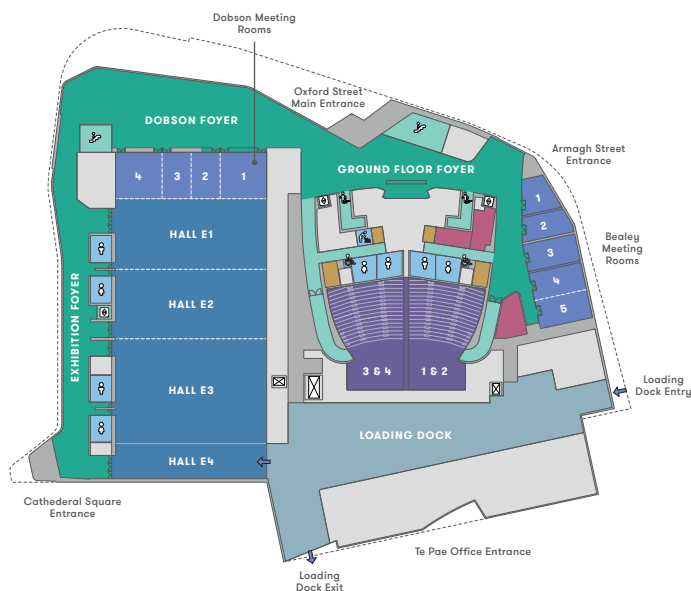 Dobson Meeting
Rooms
Oxford Street
Main Entrance
DOBSON FOYER
Armagh Street
Entrance
GROUND FLOOR FOYER
4
3
2
1
1
2
3
4
5
Bealey
Meeting
Rooms
HALL E1
HALL E2
EXHIBITION FOYER
HALL E3
3 & 4
1 & 2
Loading
Dock Entry
LOADING DOCK
HALL E4
Cathederal Square
Entrance
Te Pae Office Entrance
Loading
Dock Exit